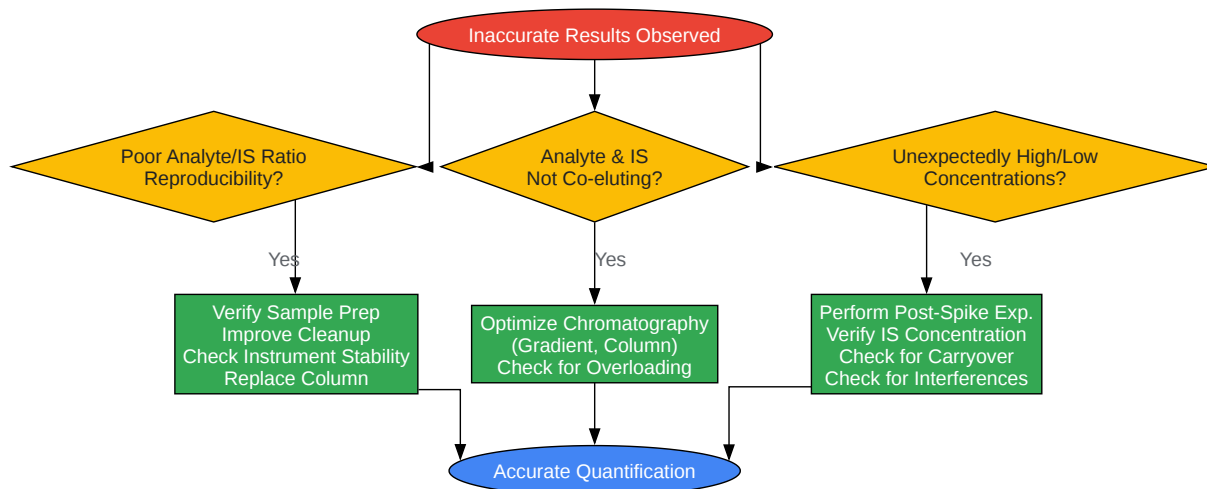 Inaccurate Results Observed
Poor Analyte/IS Ratio
Reproducibility?
Analyte & IS
Not Co-eluting?
Unexpectedly High/Low
Concentrations?
Yes
Yes
Yes
Verify Sample Prep
Improve Cleanup
Check Instrument Stability
Replace Column
Optimize Chromatography
(Gradient, Column)
Check for Overloading
Perform Post-Spike Exp.
Verify IS Concentration
Check for Carryover
Check for Interferences
Accurate Quantification